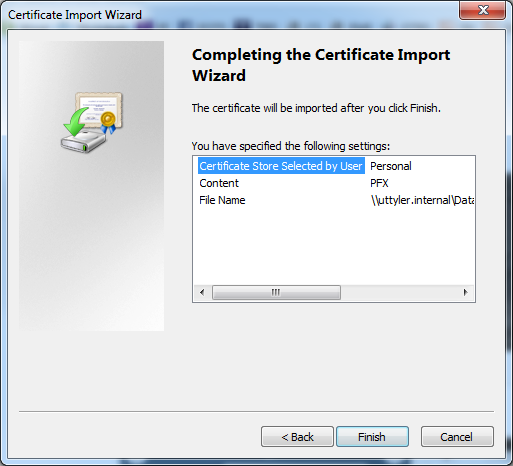 Certificate Import Wizard
Completing the Certificate Import
Wizard
The certificate will be imported after you click Finish.
You have specified the following settings:
Certificate Store Selected by User Personal
Content PFX
File Name \\uttyler.internal\Data
< Back Finish Cancel